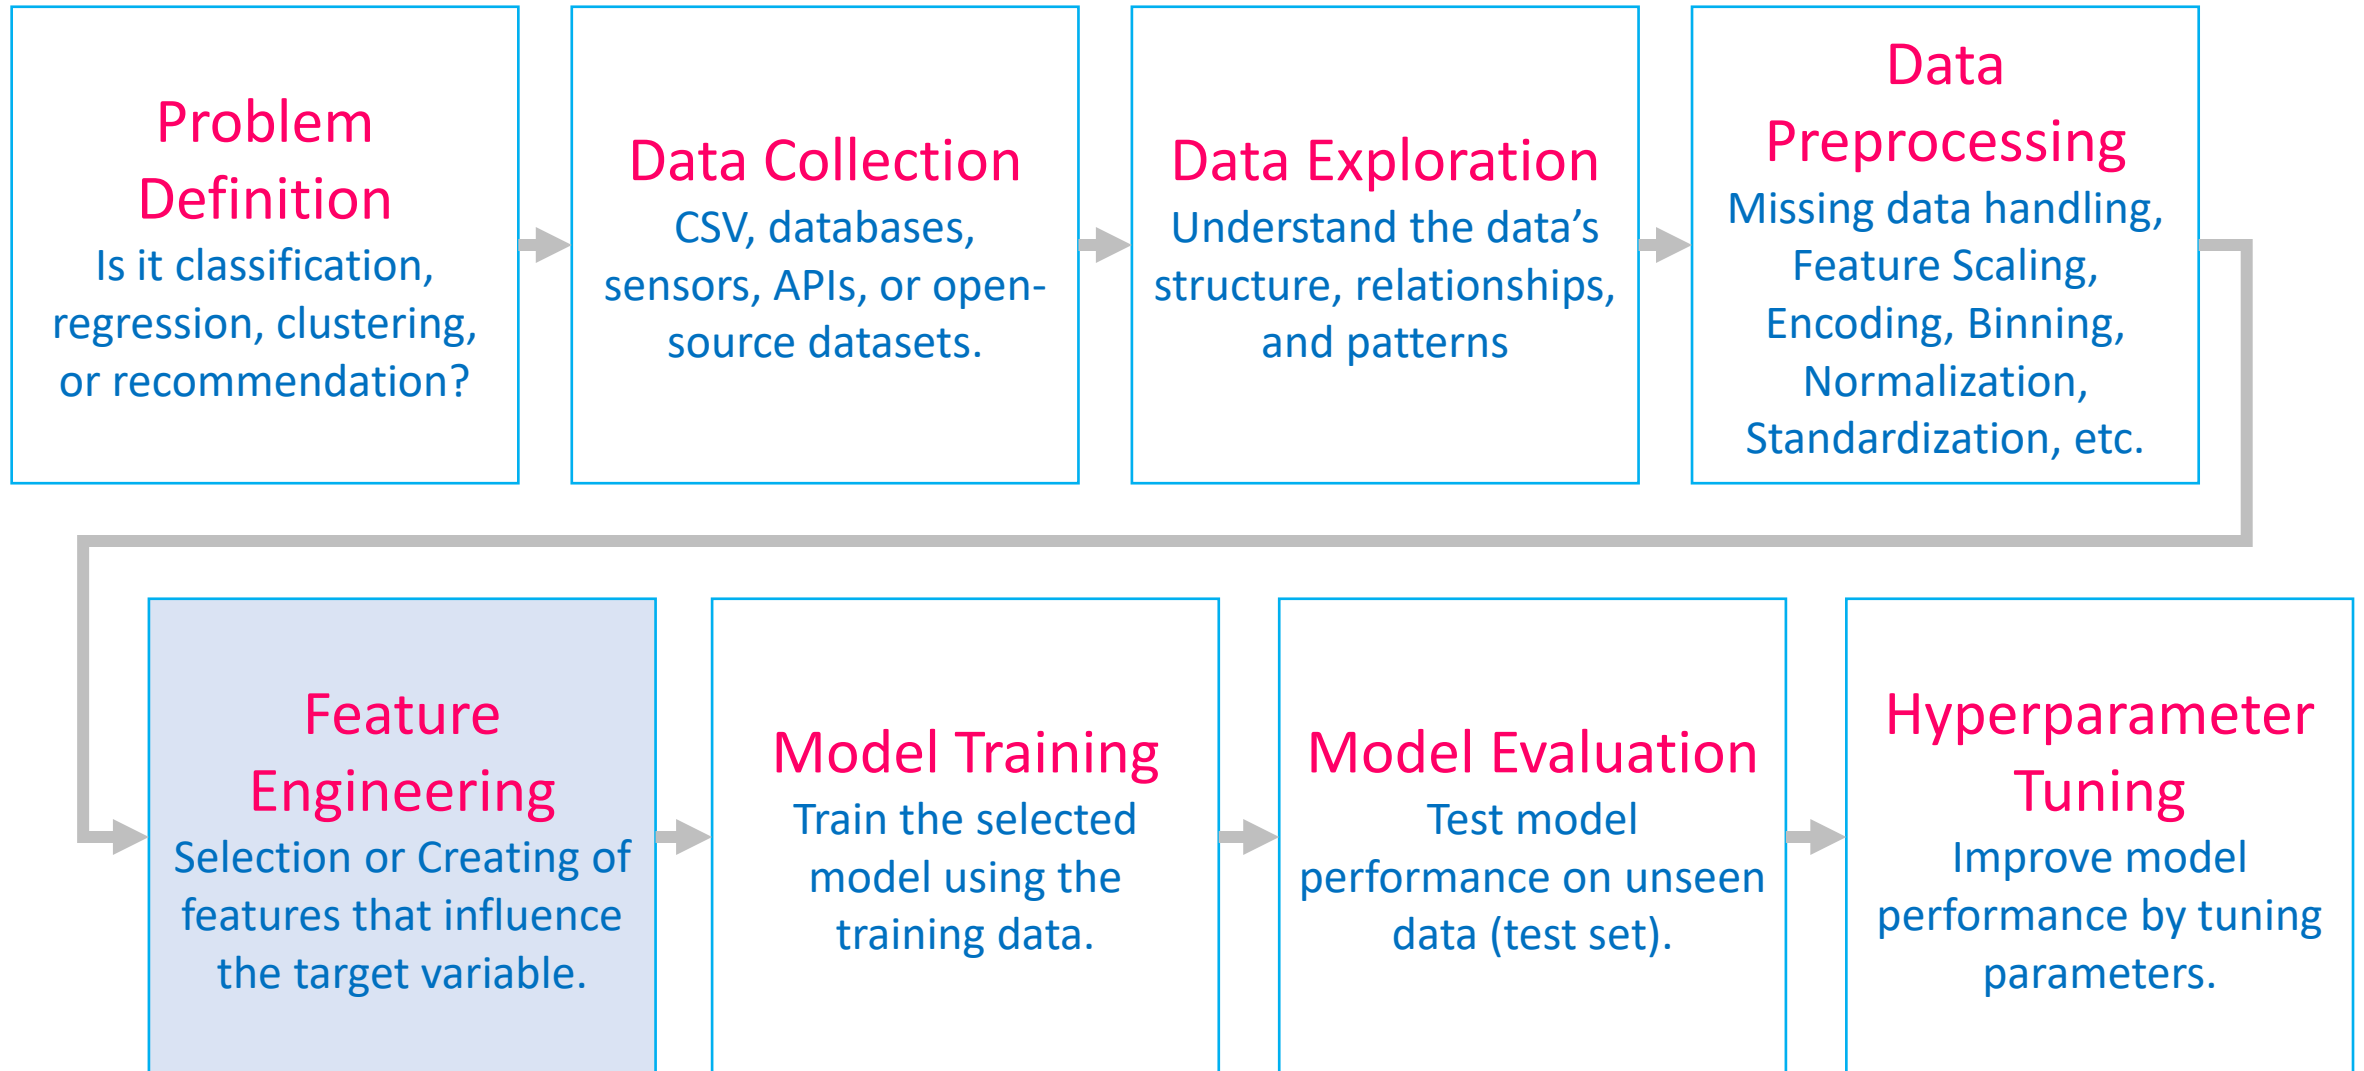 Problem
Definition
Is it classification,
regression, clustering,
or recommendation?
Data Collection
CSV, databases,
sensors, APIs, or open-
source datasets.
Data Exploration
Understand the data’s
structure, relationships,
and patterns
Data
Preprocessing
Missing data handling,
Feature Scaling,
Encoding, Binning,
Normalization,
Standardization, etc.
Feature
Engineering
Selection or Creating of
features that influence
the target variable.
Model Training
Train the selected
model using the
training data.
Model Evaluation
Test model
performance on unseen
data (test set).
Hyperparameter
Tuning
Improve model
performance by tuning
parameters.